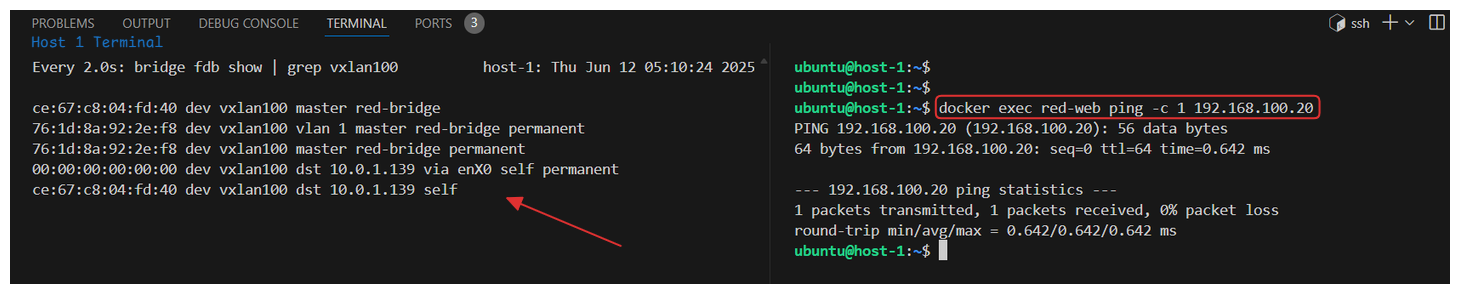 PROBLEMS OUTPUT DEBUG CONSOLE TERMINAL PORTS 3 ssh
Host 1 Terminal
Every 2.0s: bridge fdb show | grep vxlan100 host-1: Thu Jun 12 05:10:24 2025
ce:67:c8:04:fd:40 dev vxlan100 master red-bridge
76:1d:8a:92:2e:f8 dev vxlan100 vlan 1 master red-bridge permanent
76:1d:8a:92:2e:f8 dev vxlan100 master red-bridge permanent
00:00:00:00:00:00 dev vxlan100 dst 10.0.1.139 via enX0 self permanent
ce:67:c8:04:fd:40 dev vxlan100 dst 10.0.1.139 self
ubuntu@host-1:~$
ubuntu@host-1:~$
ubuntu@host-1:~$ docker exec red-web ping -c 1 192.168.100.20
PING 192.168.100.20 (192.168.100.20): 56 data bytes
64 bytes from 192.168.100.20: seq=0 ttl=64 time=0.642 ms
--- 192.168.100.20 ping statistics ---
1 packets transmitted, 1 packets received, 0% packet loss
round-trip min/avg/max = 0.642/0.642/0.642 ms
ubuntu@host-1:~$